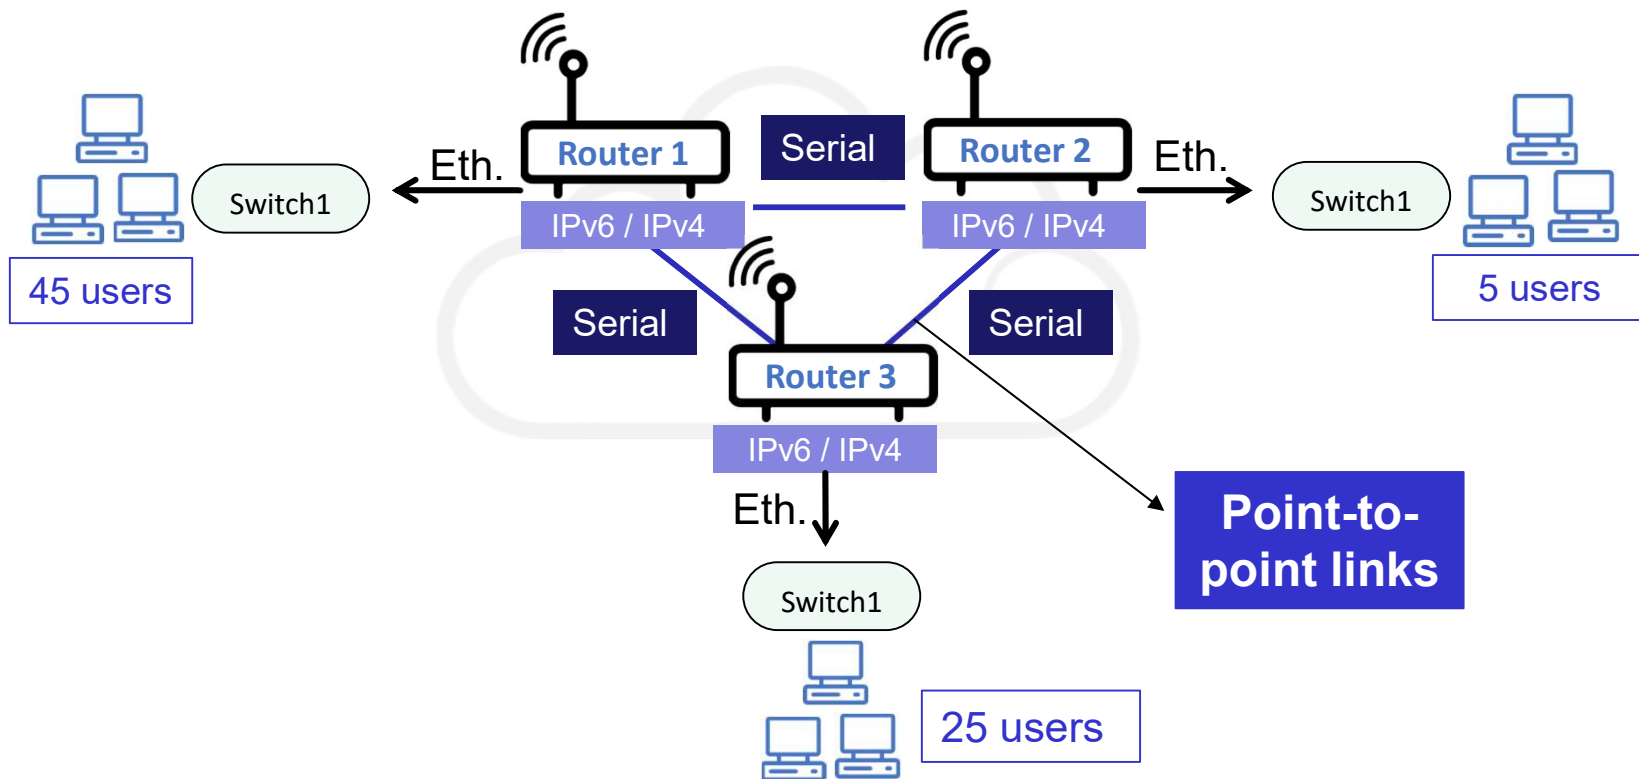 Router 1
Serial
Router 2
Eth.
Eth.
Switch1
Switch1
IPv6 / IPv4
IPv6 / IPv4
45 users
5 users
Serial
Serial
Router 3
IPv6 / IPv4
Eth.
Point-to-
point links
Switch1
25 users